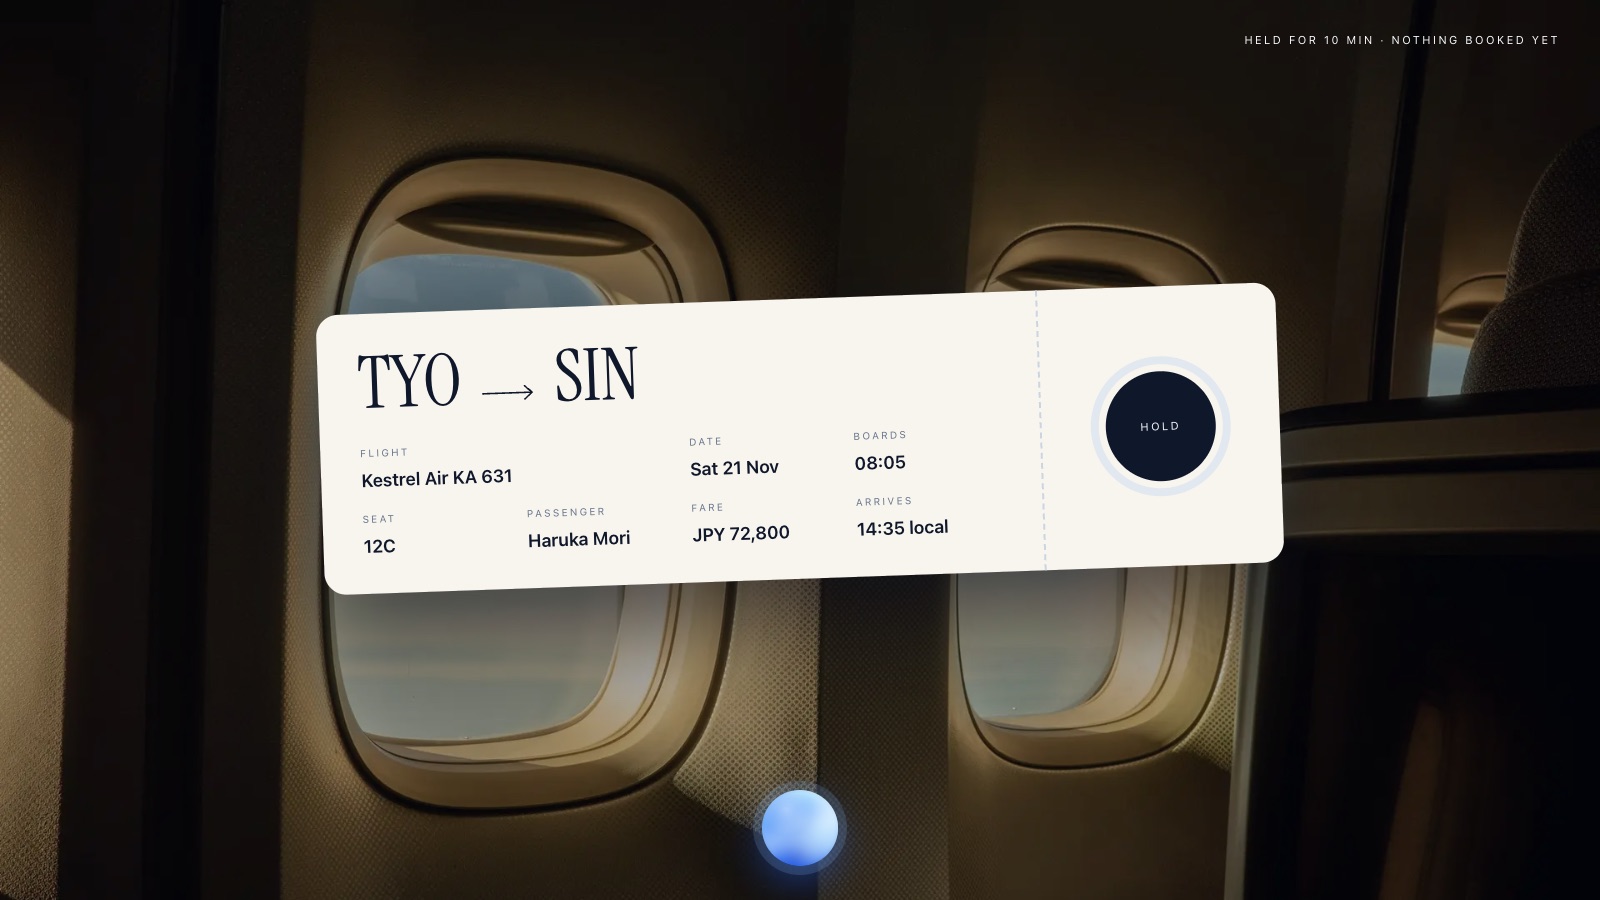 HELD FOR 10 MIN · NOTHING BOOKED YET
TYO → SIN
FLIGHT
Kestrel Air KA 631
DATE
Sat 21 Nov
BOARDS
08:05
SEAT
12C
PASSENGER
Haruka Mori
FARE
JPY 72,800
ARRIVES
14:35 local
HOLD